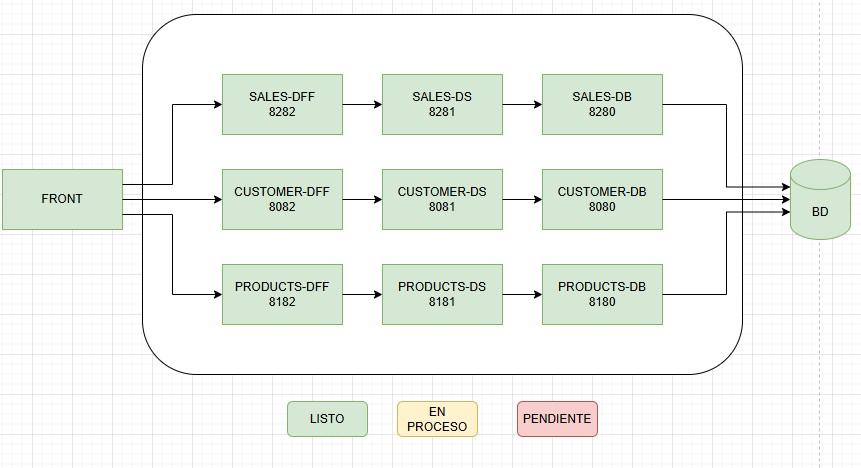 SALES-DFF
8282
SALES-DS
8281
SALES-DB
8280
FRONT
CUSTOMER-DFF
8082
CUSTOMER-DS
8081
CUSTOMER-DB
8080
BD
PRODUCTS-DFF
8182
PRODUCTS-DS
8181
PRODUCTS-DB
8180
LISTO
EN
PROCESO
PENDIENTE